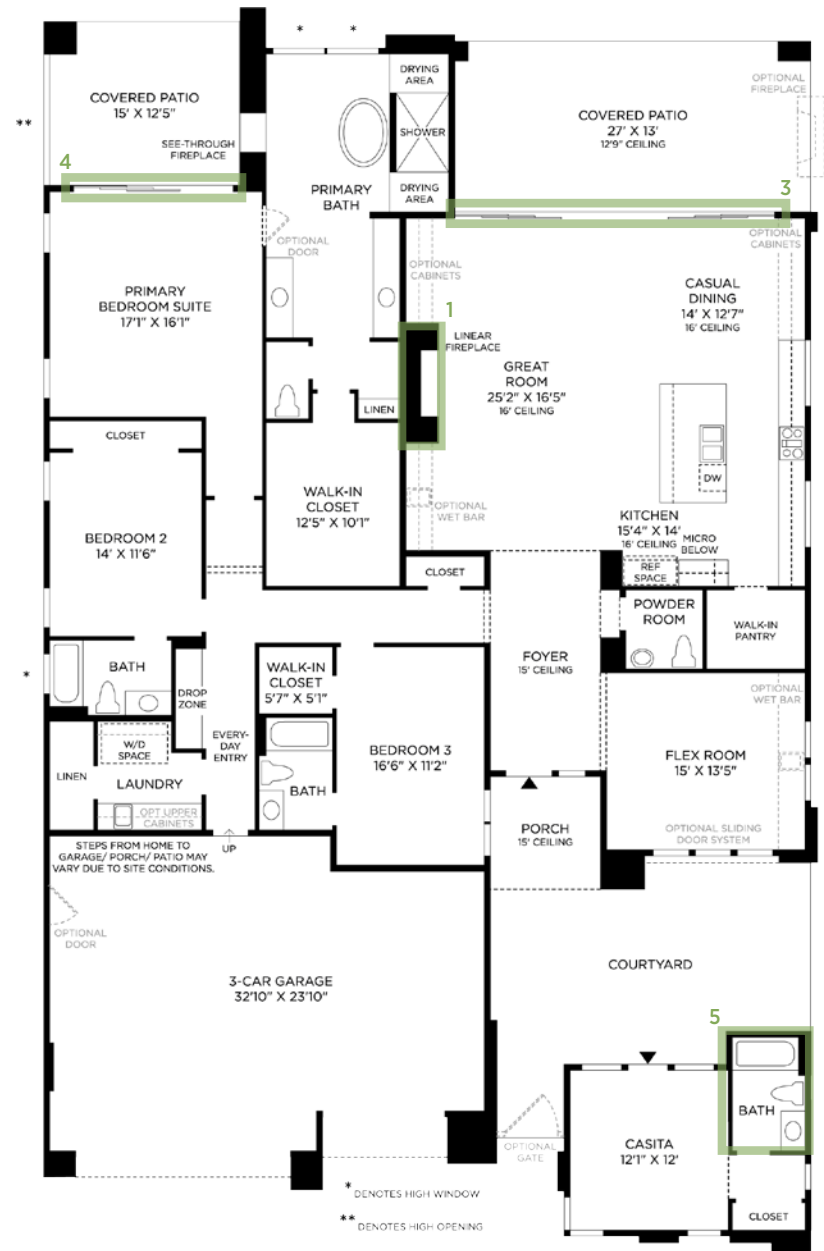 *
*
DRYING
AREA
COVERED PATIO
15' X 12'5"
**
SEE-THROUGH
FIREPLACE
SHOWER
OPTIONAL
FIREPLACE
COVERED PATIO
27' X 13'
12'9" CEILING
4
PRIMARY
BATH
DRYING
AREA
3
OPTIONAL
DOOR
OPTIONAL
CABINETS
OPTIONAL
CABINETS
PRIMARY
BEDROOM SUITE
17'1" X 16'1"
CASUAL
DINING
14' X 12'7"
16' CEILING
1
LINEAR
FIREPLACE
GREAT
ROOM
25'2" X 16'5"
16' CEILING
LINEN
CLOSET
DW
WALK-IN
CLOSET
12'5" X 10'1"
OPTIONAL
WET BAR
BEDROOM 2
14' X 11'6"
KITCHEN
15'4" X 14'
16' CEILING
MICRO
BELOW
REF
SPACE
CLOSET
POWDER
ROOM
WALK-IN
PANTRY
*
BATH
WALK-IN
CLOSET
5'7" X 5'1"
FOYER
15' CEILING
DROP
ZONE
OPTIONAL
WET BAR
EVERY-
DAY
ENTRY
W/D
SPACE
LINEN
LAUNDRY
BEDROOM 3
16'6" X 11'2"
FLEX ROOM
15' X 13'5"
BATH
OPT UPPER
CABINETS
PORCH
15' CEILING
OPTIONAL SLIDING
DOOR SYSTEM
UP
STEPS FROM HOME TO
GARAGE/ PORCH/ PATIO MAY
VARY DUE TO SITE CONDITIONS.
OPTIONAL
DOOR
COURTYARD
3-CAR GARAGE
32'10" X 23'10"
5
BATH
OPTIONAL
GATE
CASITA
12'1" X 12'
* DENOTES HIGH WINDOW
CLOSET
** DENOTES HIGH OPENING